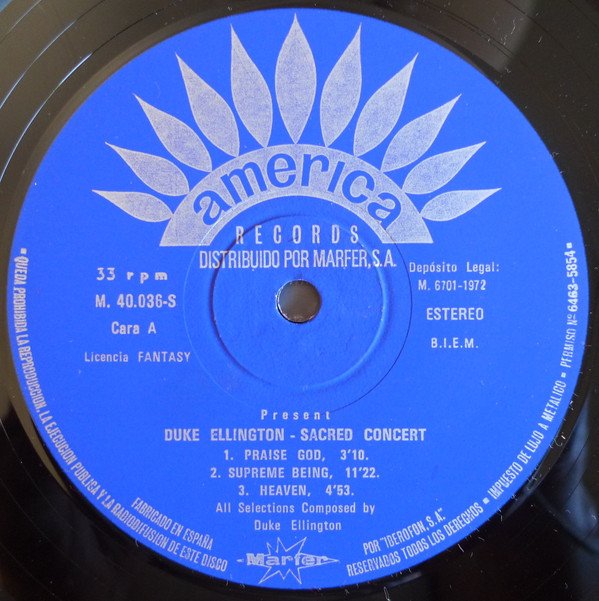 america
RECORDS
DISTRIBUIDO POR MARFER, S.A.
33 rpm
M. 40.036-S
Cara A
Licencia FANTASY
Depósito Legal:
M. 6701-1972
ESTEREO
B.I.E.M.
Present
DUKE ELLINGTON - SACRED CONCERT
1. PRAISE GOD, 3'10.
2. SUPREME BEING, 11'22.
3. HEAVEN, 4'53.
All Selections Composed by
Duke Ellington
Marfer
QUEDA PROHIBIDA LA REPRODUCCION, LA EJECUCION PUBLICA Y LA RADIODIFUSION DE ESTE DISCO
FABRICADO EN ESPAÑA
POR "IBEROFON, S.A."
RESERVADOS TODOS LOS DERECHOS ▪ IMPUESTO DE LUJO A METALICO ▪ PERMISO Nº 6463-5854 ▪